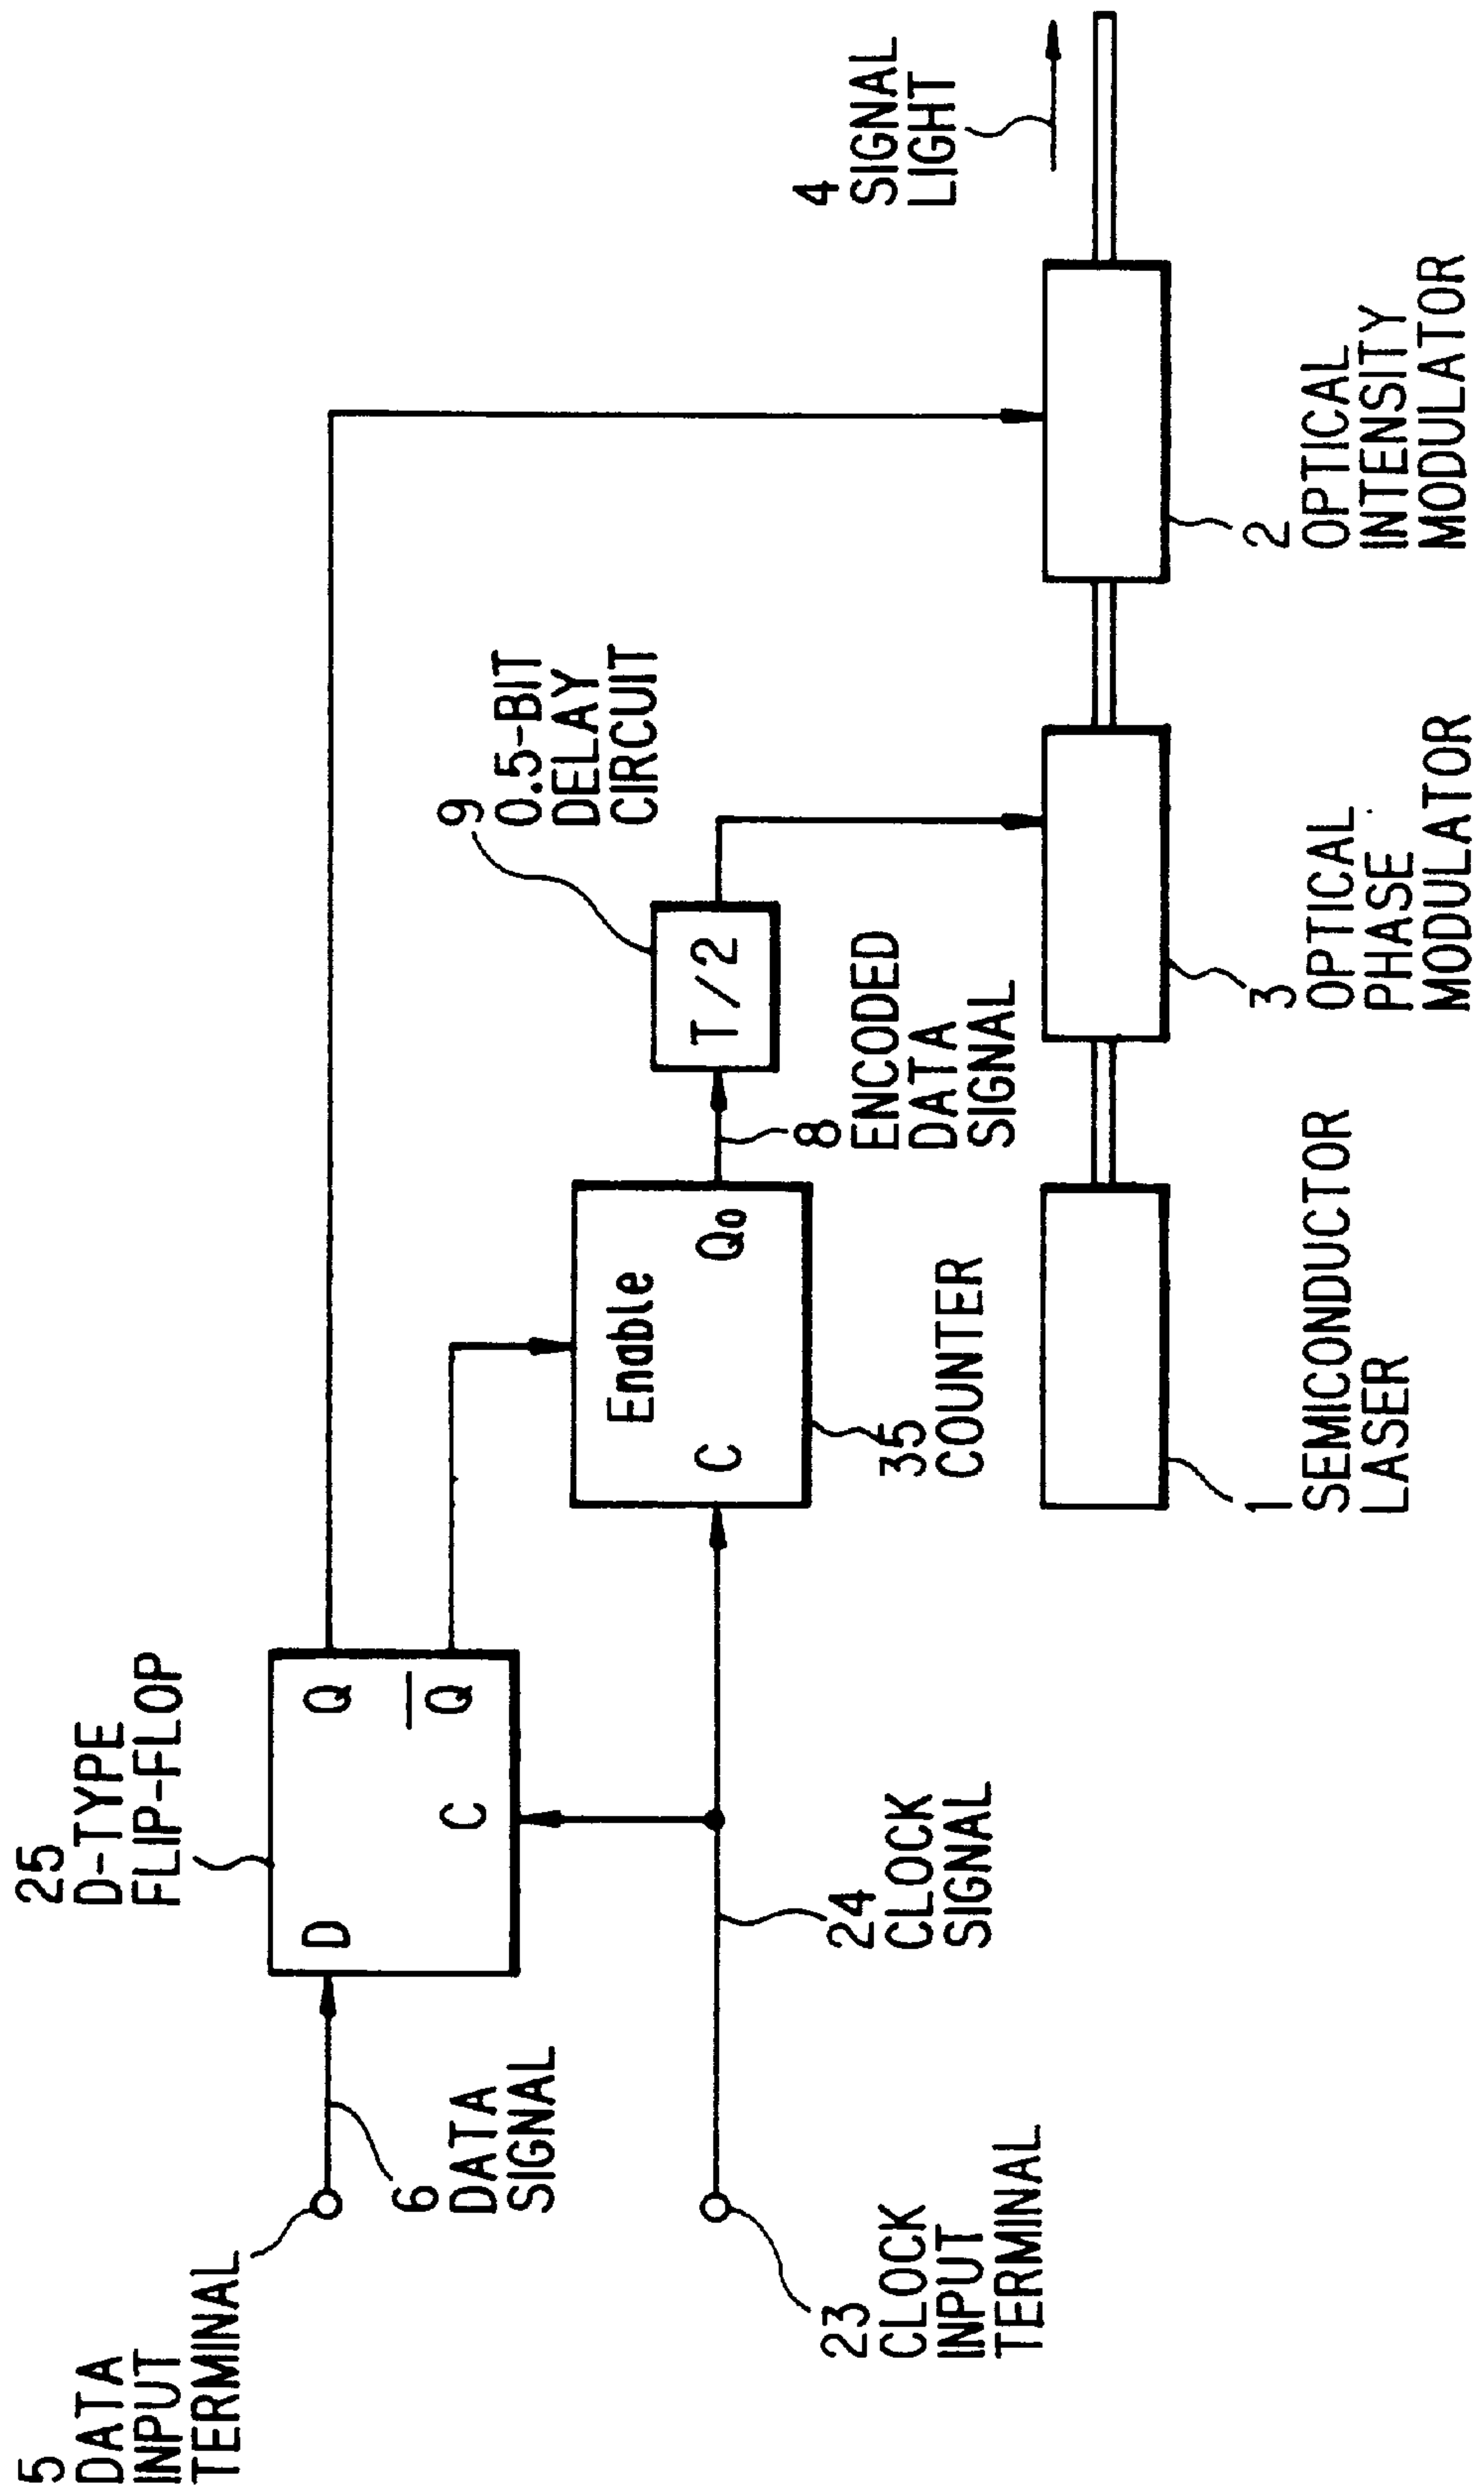 5
DATA
INPUT
TERMINAL
6
DATA
SIGNAL
25
D-TYPE
FLIP-FLOP
D
Q
Q̅
C
23
CLOCK
INPUT
TERMINAL
24
CLOCK
SIGNAL
Enable
C
Q₀
35
COUNTER
8
ENCODED
DATA
SIGNAL
9
0.5-BIT
DELAY
CIRCUIT
T/2
1
SEMICONDUCTOR
LASER
3
OPTICAL
PHASE
MODULATOR
2
OPTICAL
INTENSITY
MODULATOR
4
SIGNAL
LIGHT